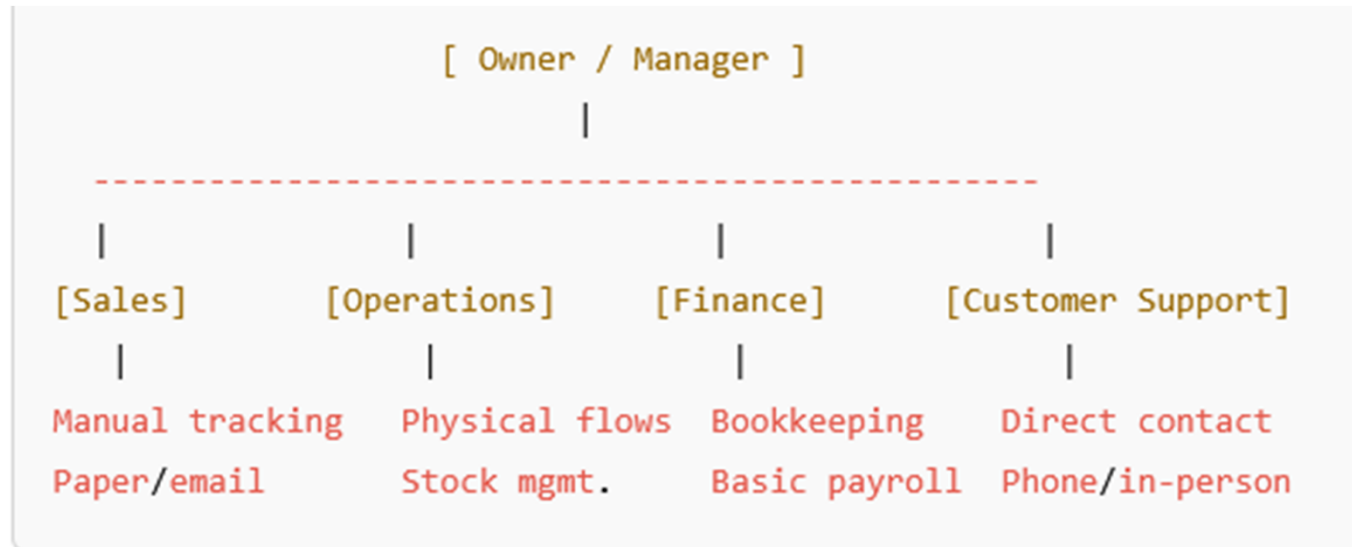 [ Owner / Manager ]
|
-------------------------------------------------
| | | |
[Sales] [Operations] [Finance] [Customer Support]
| | | |
Manual tracking Physical flows Bookkeeping Direct contact
Paper/email Stock mgmt. Basic payroll Phone/in-person